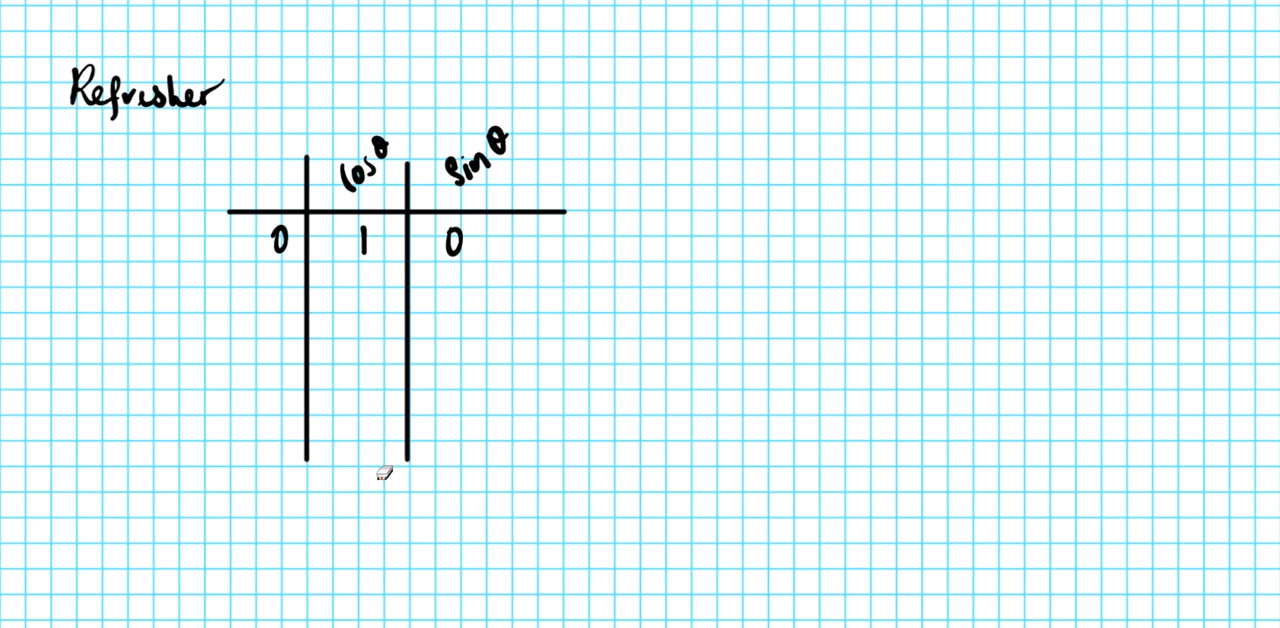 Refresher
cos θ sin θ
0 1 0